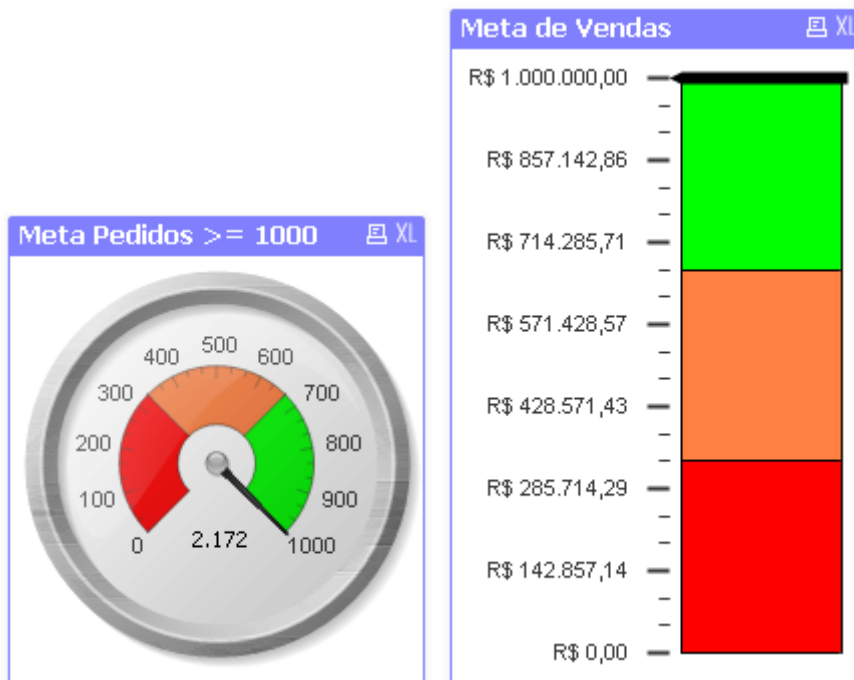 Meta de Vendas XL
R$ 1.000.000,00
R$ 857.142,86
R$ 714.285,71
R$ 571.428,57
R$ 428.571,43
R$ 285.714,29
R$ 142.857,14
R$ 0,00
Meta Pedidos >= 1000 XL
0
100
200
300
400
500
600
700
800
900
1000
2.172